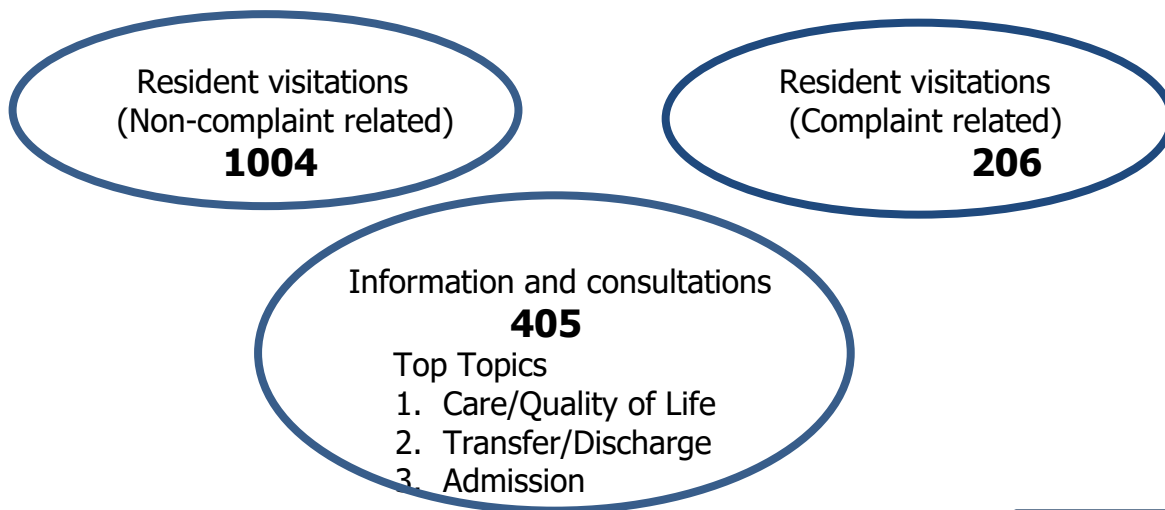 Resident visitations
(Non-complaint related)
1004
Resident visitations
(Complaint related)
206
Information and consultations
405
Top Topics
1. Care/Quality of Life
2. Transfer/Discharge
3. Admission